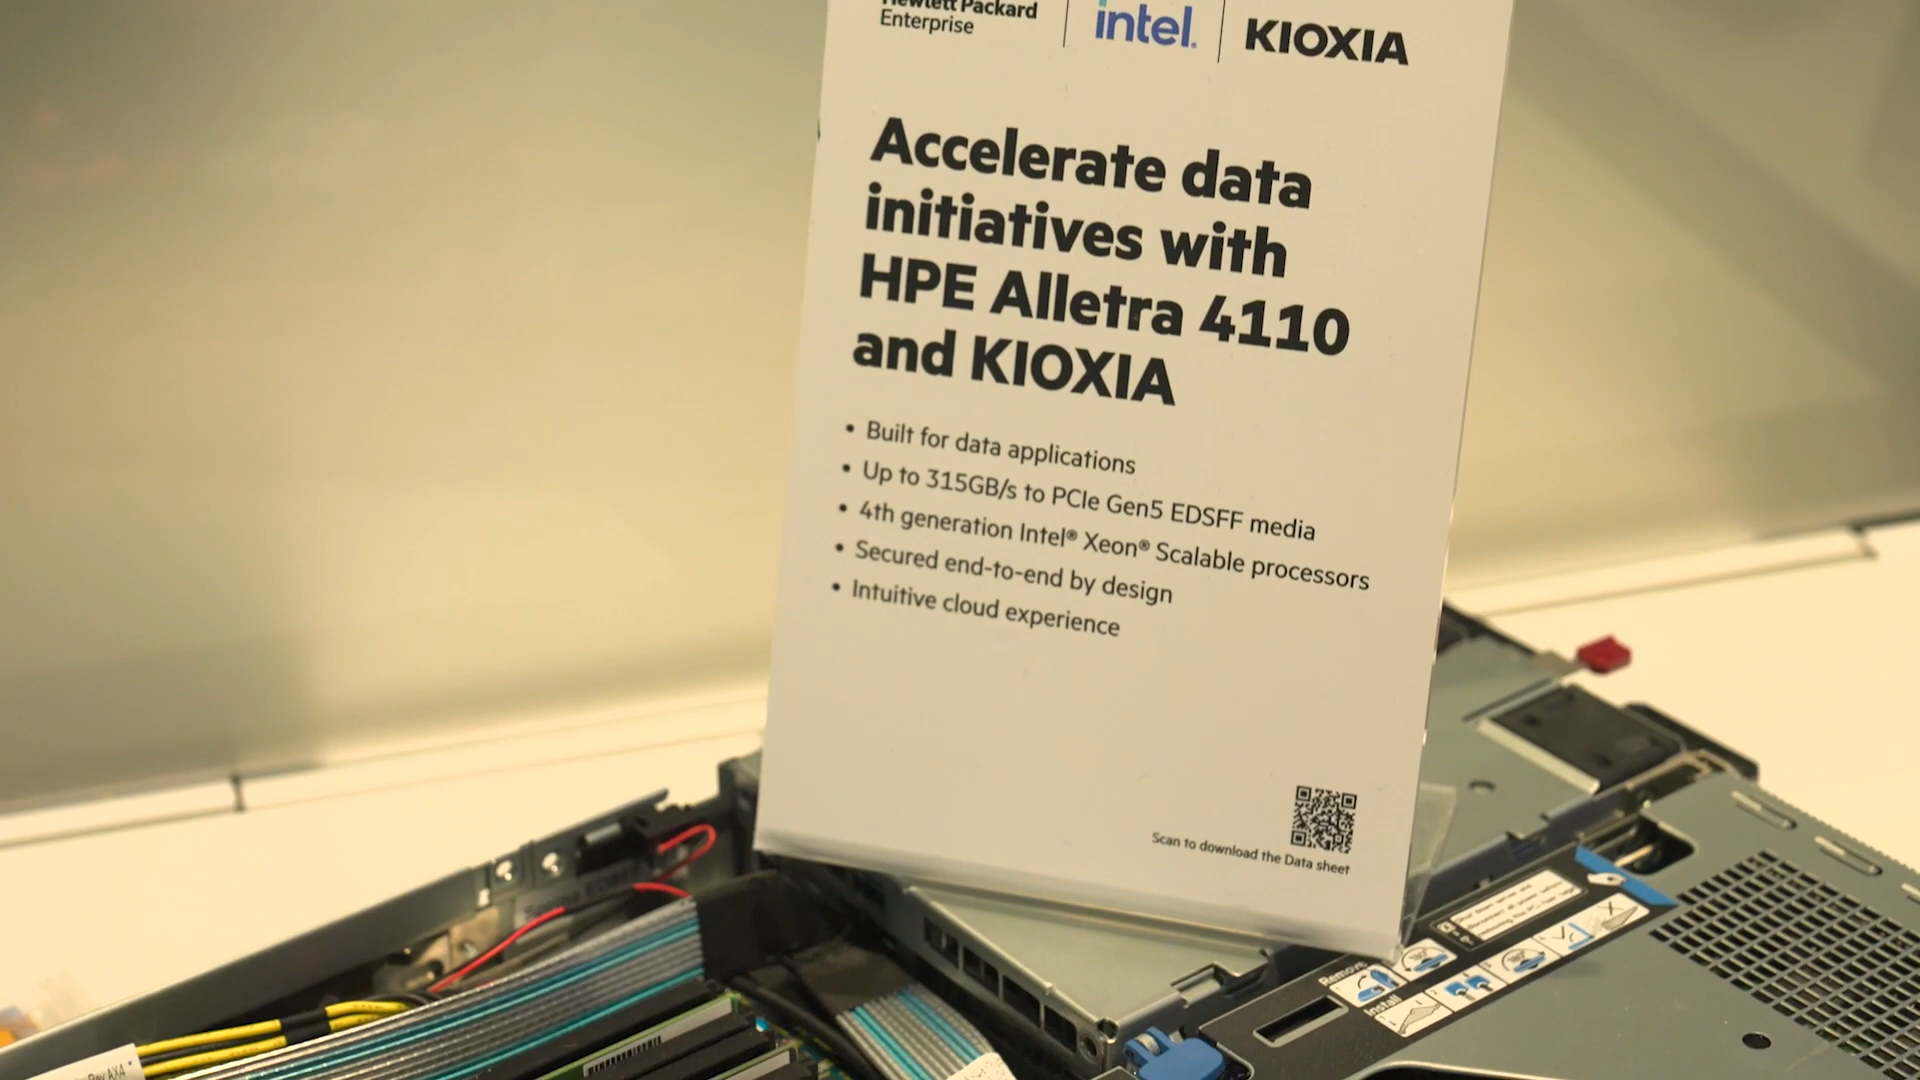 Hewlett Packard
Enterprise
intel.
KIOXIA
Accelerate data
initiatives with
HPE Alletra 4110
and KIOXIA
• Built for data applications
• Up to 315GB/s to PCIe Gen5 EDSFF media
• 4th generation Intel® Xeon® Scalable processors
• Secured end-to-end by design
• Intuitive cloud experience
Scan to download the Data sheet
Remove
Install
180°
180°